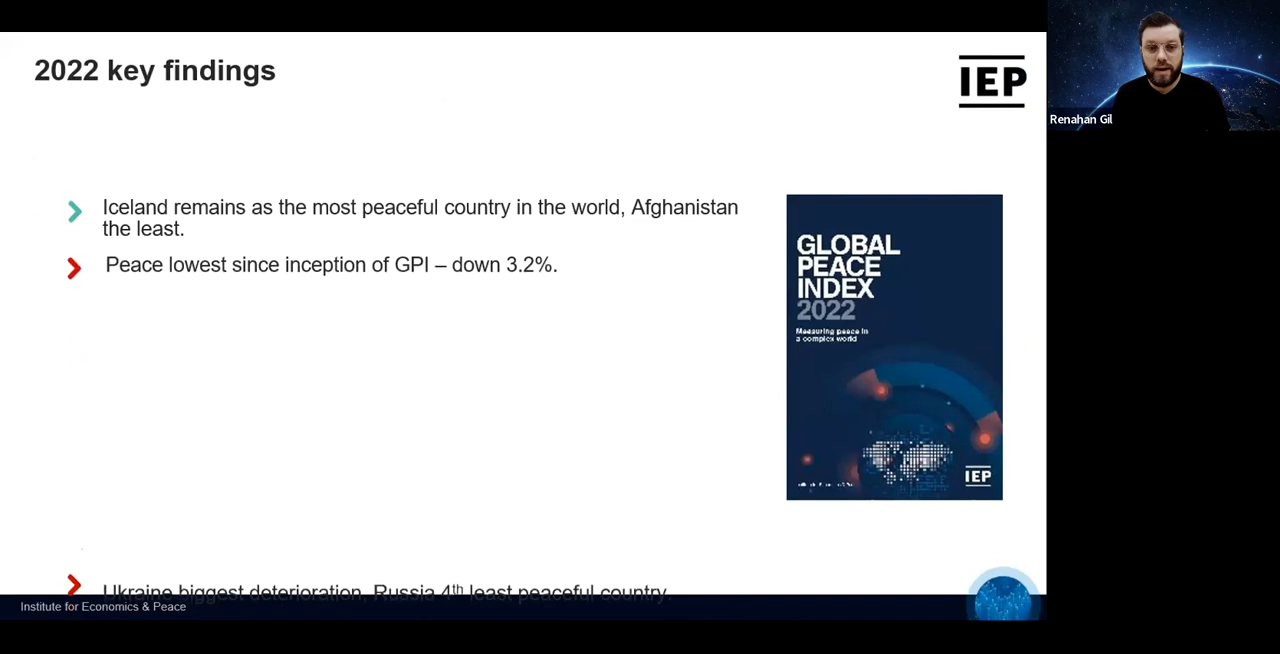 2022 key findings
IEP
Renahan Gil
Iceland remains as the most peaceful country in the world, Afghanistan
the least.
Peace lowest since inception of GPI – down 3.2%.
GLOBAL
PEACE
INDEX
2022
Measuring peace in
a complex world
IEP
Ukraine biggest deterioration, Russia 4th least peaceful country.
Institute for Economics & Peace